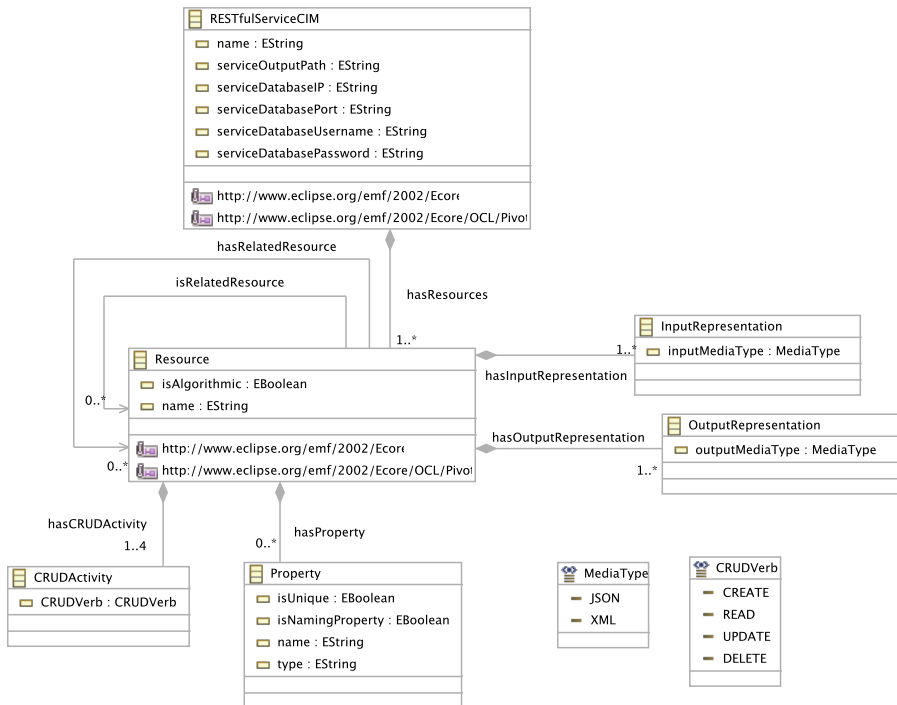 RESTfulServiceCIM
name : EString
serviceOutputPath : EString
serviceDatabaseIP : EString
serviceDatabasePort : EString
serviceDatabaseUsername : EString
serviceDatabasePassword : EString
http://www.eclipse.org/emf/2002/Ecore
http://www.eclipse.org/emf/2002/Ecore/OCL/Pivot
hasRelatedResource
isRelatedResource
hasResources
1..*
Resource
isAlgorithmic : EBoolean
name : EString
http://www.eclipse.org/emf/2002/Ecore
http://www.eclipse.org/emf/2002/Ecore/OCL/Pivot
0..*
0..*
InputRepresentation
inputMediaType : MediaType
1..*
hasInputRepresentation
OutputRepresentation
outputMediaType : MediaType
hasOutputRepresentation
1..*
hasCRUDActivity
1..4
hasProperty
0..*
CRUDActivity
CRUDVerb : CRUDVerb
Property
isUnique : EBoolean
isNamingProperty : EBoolean
name : EString
type : EString
MediaType
JSON
XML
CRUDVerb
CREATE
READ
UPDATE
DELETE